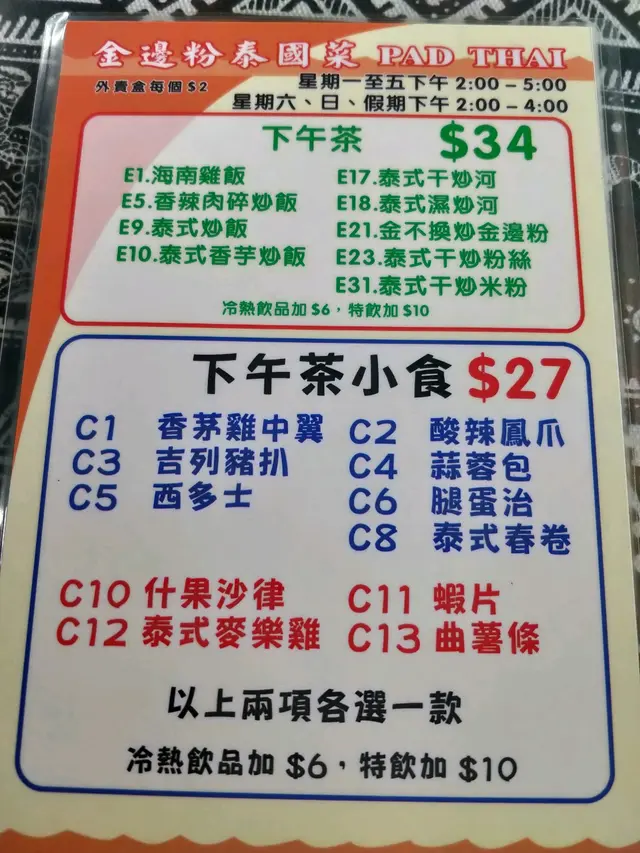 金邊粉泰國菜 PAD THAI
外賣盒每個 $2
星期一至五下午 2:00 – 5:00
星期六、日、假期下午 2:00 – 4:00
下午茶 $34
E1.海南雞飯 E17.泰式干炒河
E5.香辣肉碎炒飯 E18.泰式濕炒河
E9.泰式炒飯 E21.金不換炒金邊粉
E10.泰式香芋炒飯 E23.泰式干炒粉絲
E31.泰式干炒米粉
冷熱飲品加 $6，特飲加 $10
下午茶小食 $27
C1 香茅雞中翼 C2 酸辣鳳爪
C3 吉列豬扒 C4 蒜蓉包
C5 西多士 C6 腿蛋治
C8 泰式春卷
C10 什果沙律 C11 蝦片
C12 泰式麥樂雞 C13 曲薯條
以上兩項各選一款
冷熱飲品加 $6，特飲加 $10